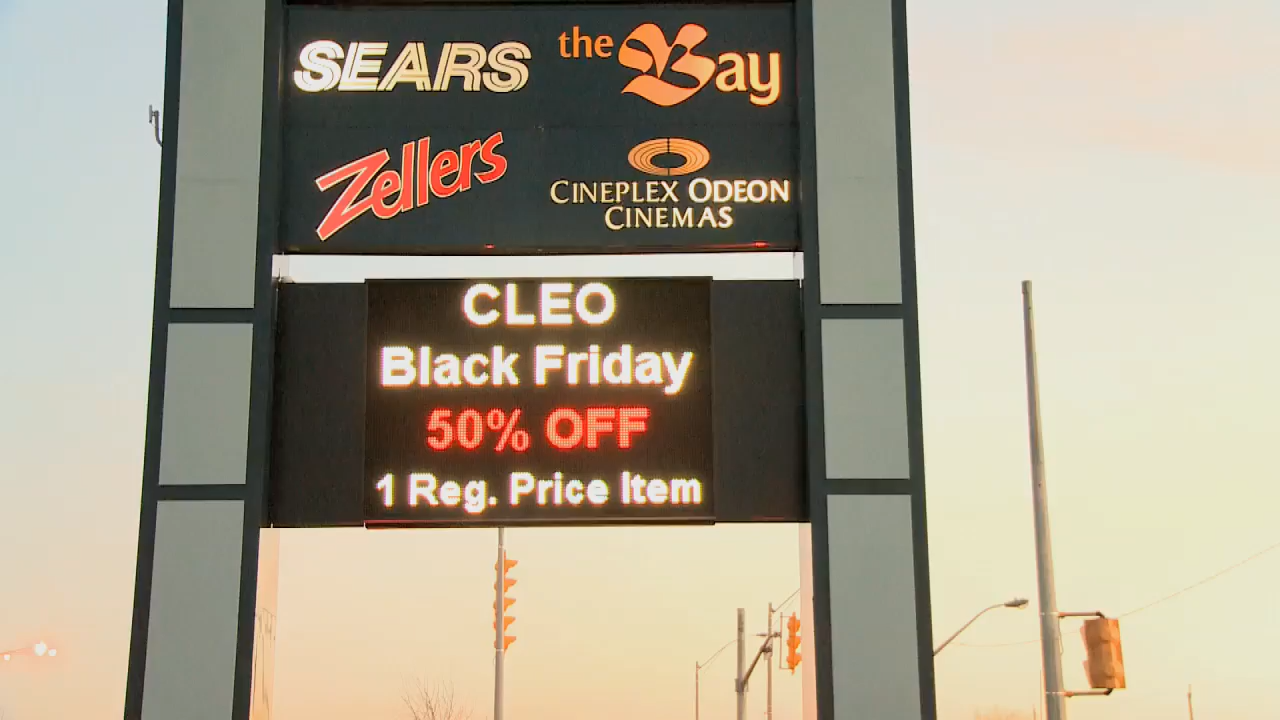 SEARS
the Bay
Zellers
CINEPLEX ODEON
CINEMAS
CLEO
Black Friday
50% OFF
1 Reg. Price Item